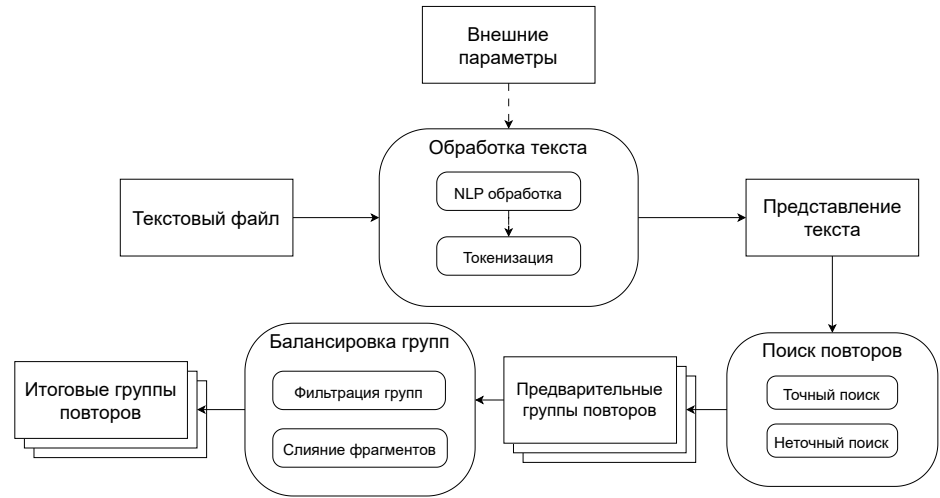 Внешние
параметры
Обработка текста
NLP обработка
Токенизация
Текстовый файл
Представление
текста
Поиск повторов
Точный поиск
Неточный поиск
Предварительные
группы повторов
Балансировка групп
Фильтрация групп
Слияние фрагментов
Итоговые группы
повторов